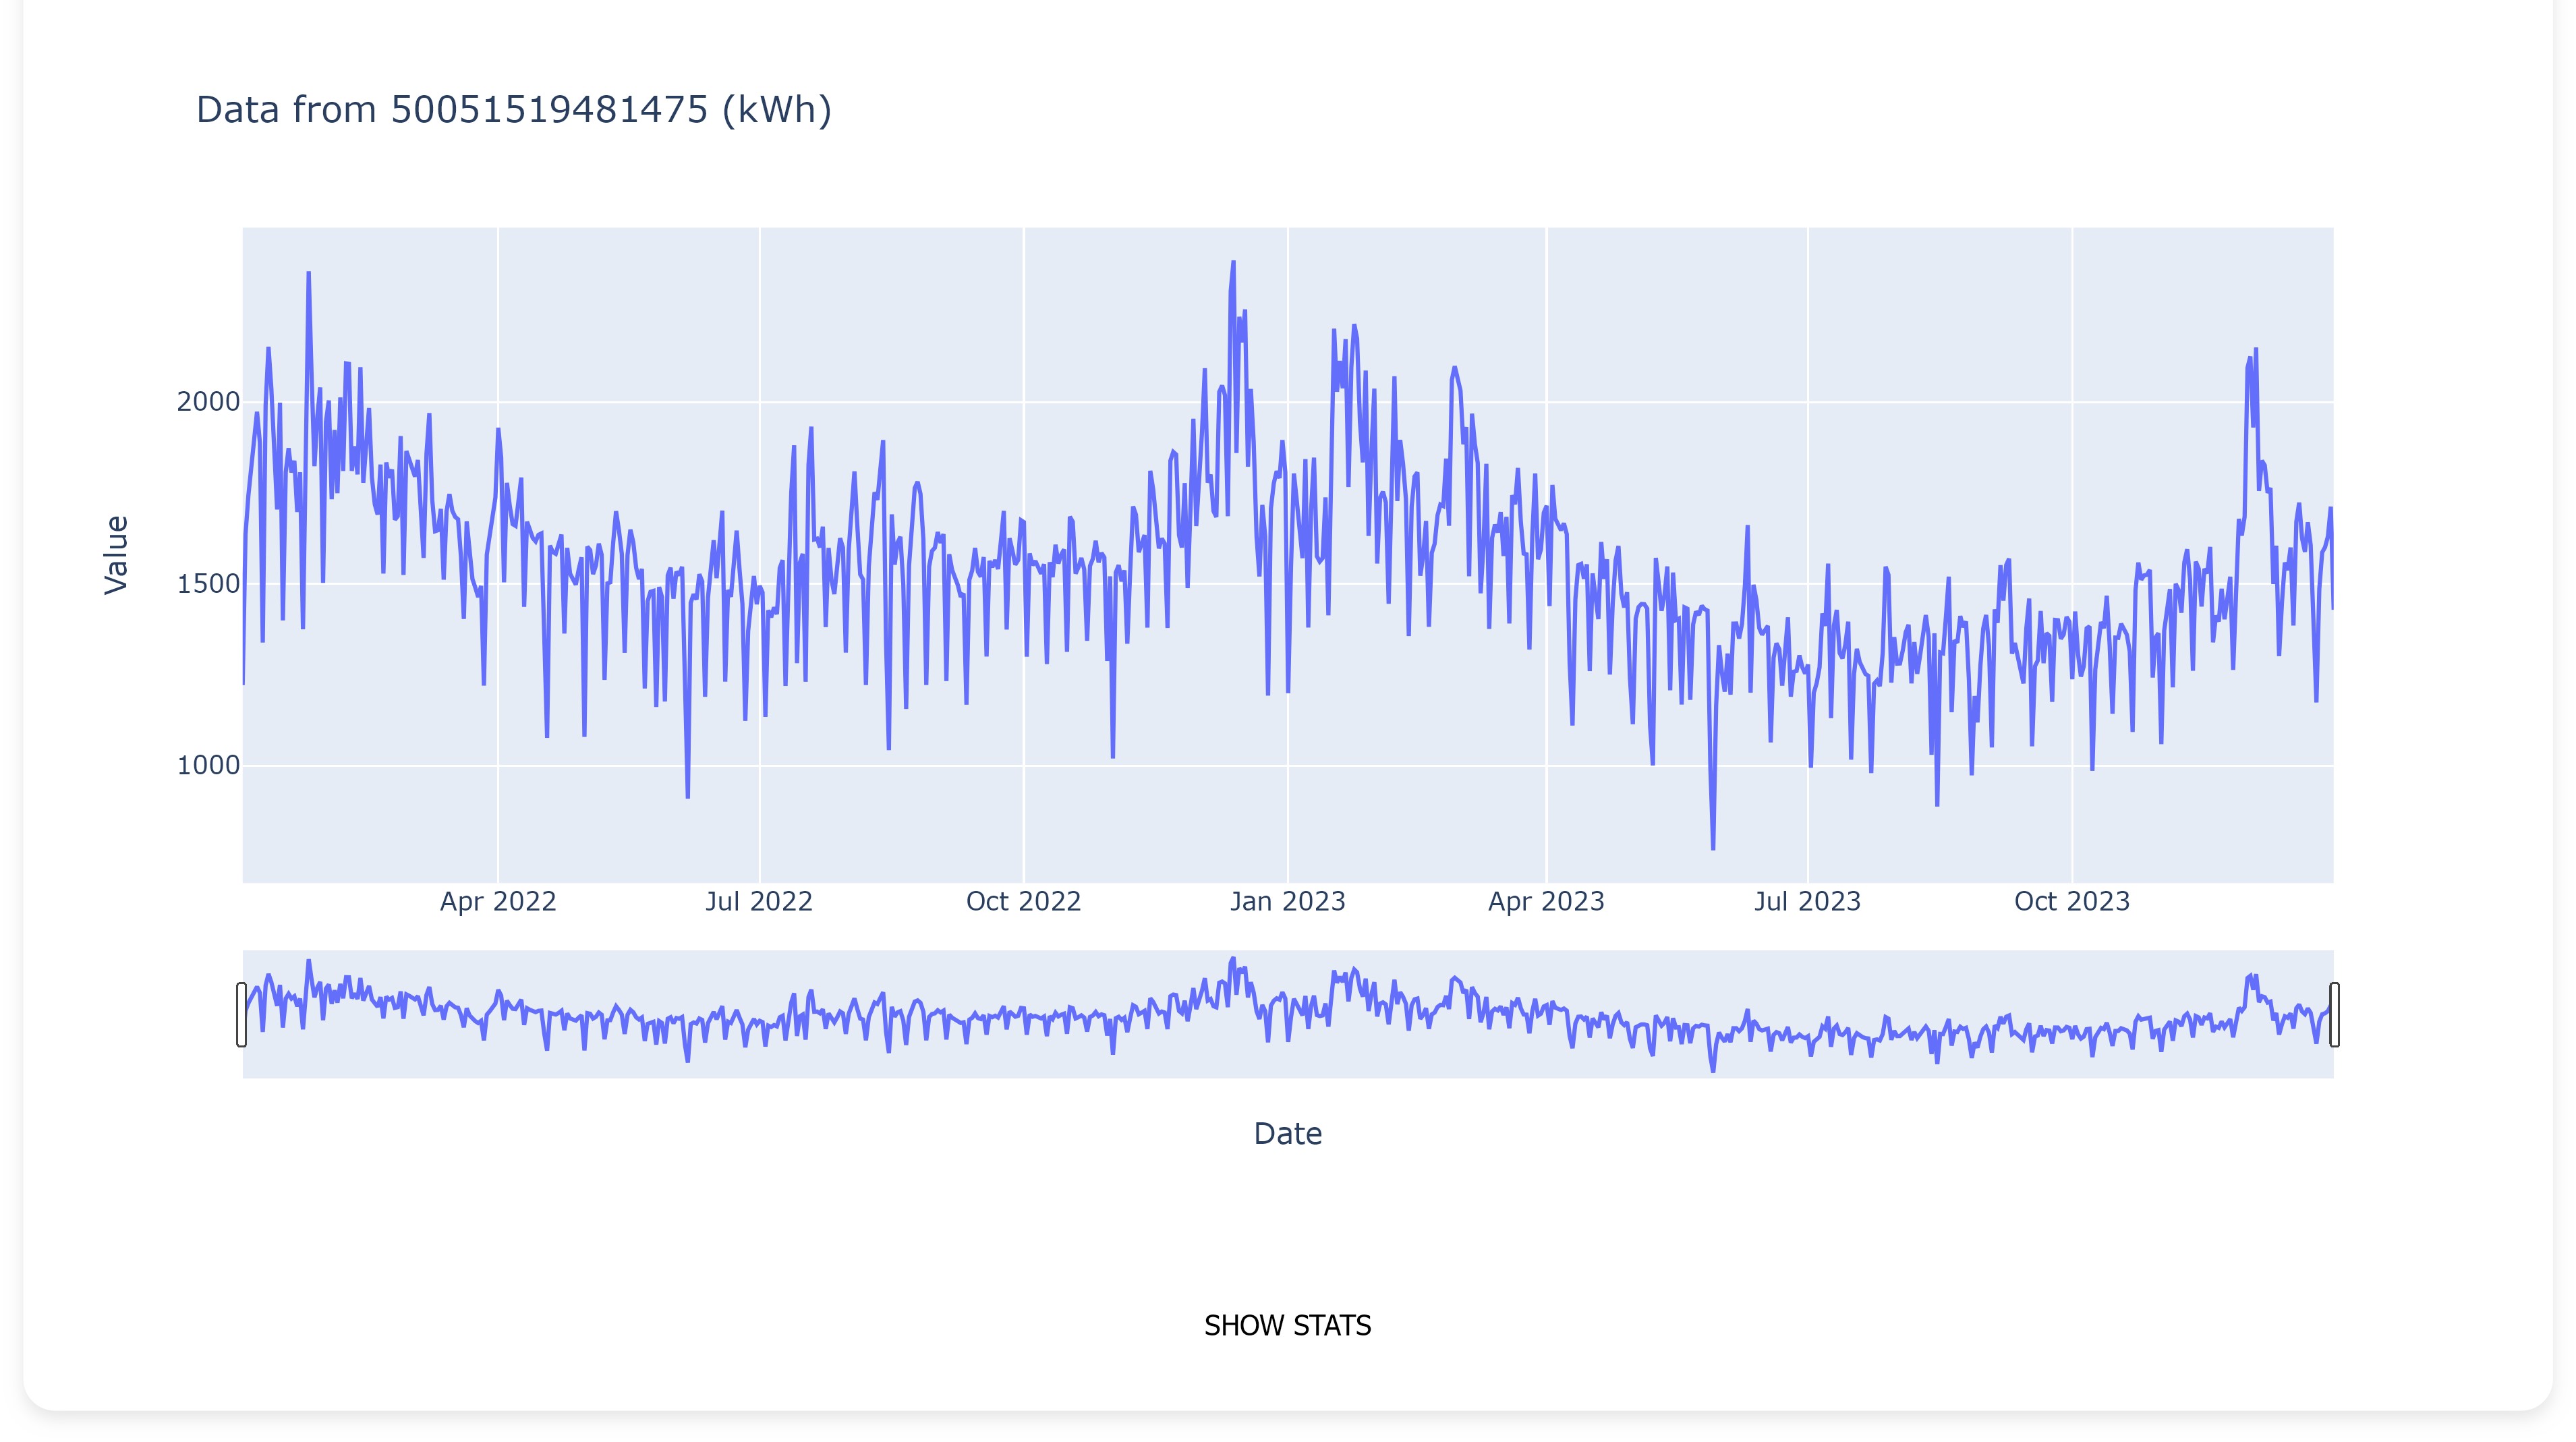 Data from 50051519481475 (kWh)
Value
2000
1500
1000
Apr 2022
Jul 2022
Oct 2022
Jan 2023
Apr 2023
Jul 2023
Oct 2023
Date
SHOW STATS